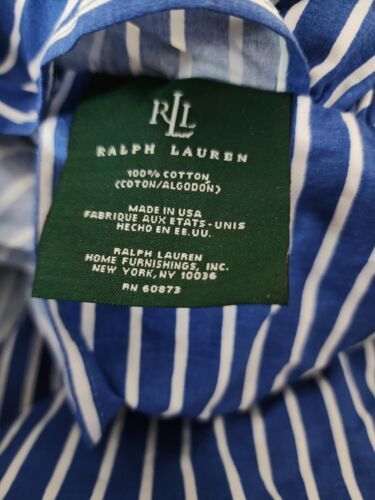 RLL
RALPH LAUREN
100% COTTON
(COTON/ALGODON)
MADE IN USA
FABRIQUE AUX ETATS-UNIS
HECHO EN EE.UU.
RALPH LAUREN
HOME FURNISHINGS, INC.
NEW YORK, NY 10036
RN 60873